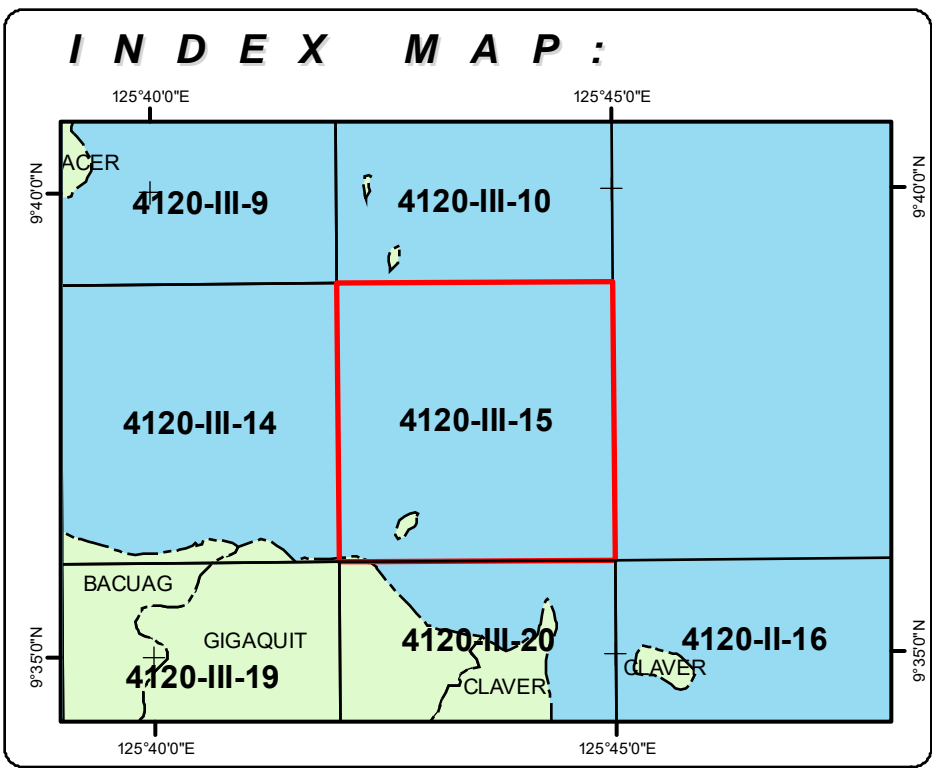 INDEX MAP:
125°40'0"E 125°45'0"E
ACER
9°40'0"N 9°40'0"N
4120-III-9 4120-III-10
4120-III-14 4120-III-15
BACUAG
GIGAQUIT 4120-III-20 4120-II-16
9°35'0"N 9°35'0"N
4120-III-19 CLAVER CLAVER
125°40'0"E 125°45'0"E